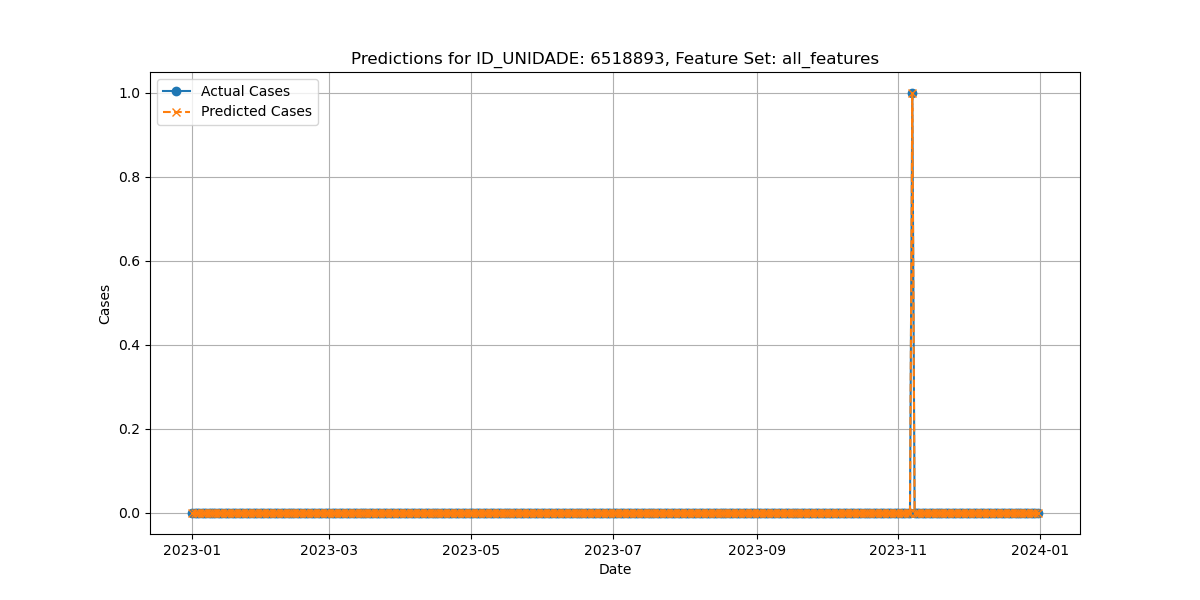 Predictions for ID_UNIDADE: 6518893, Feature Set: all_features
Actual Cases
Predicted Cases
1.0
0.8
0.6
0.4
0.2
0.0
Cases
2023-01 2023-03 2023-05 2023-07 2023-09 2023-11 2024-01
Date